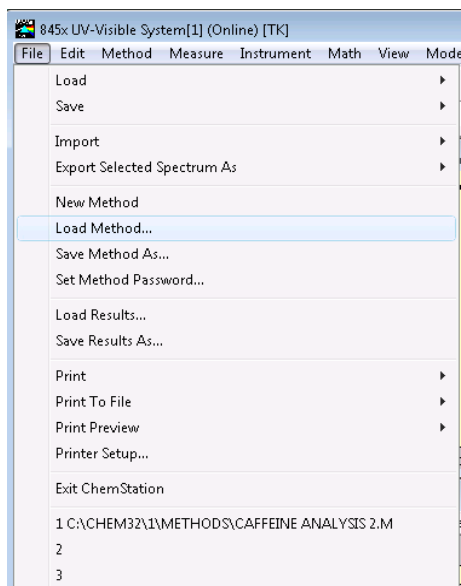 845x UV-Visible System[1] (Online) [TK]
File Edit Method Measure Instrument Math View Mode
Load
Save
Import
Export Selected Spectrum As
New Method
Load Method...
Save Method As...
Set Method Password...
Load Results...
Save Results As...
Print
Print To File
Print Preview
Printer Setup...
Exit ChemStation
1 C:\CHEM32\1\METHODS\CAFFEINE ANALYSIS 2.M
2
3